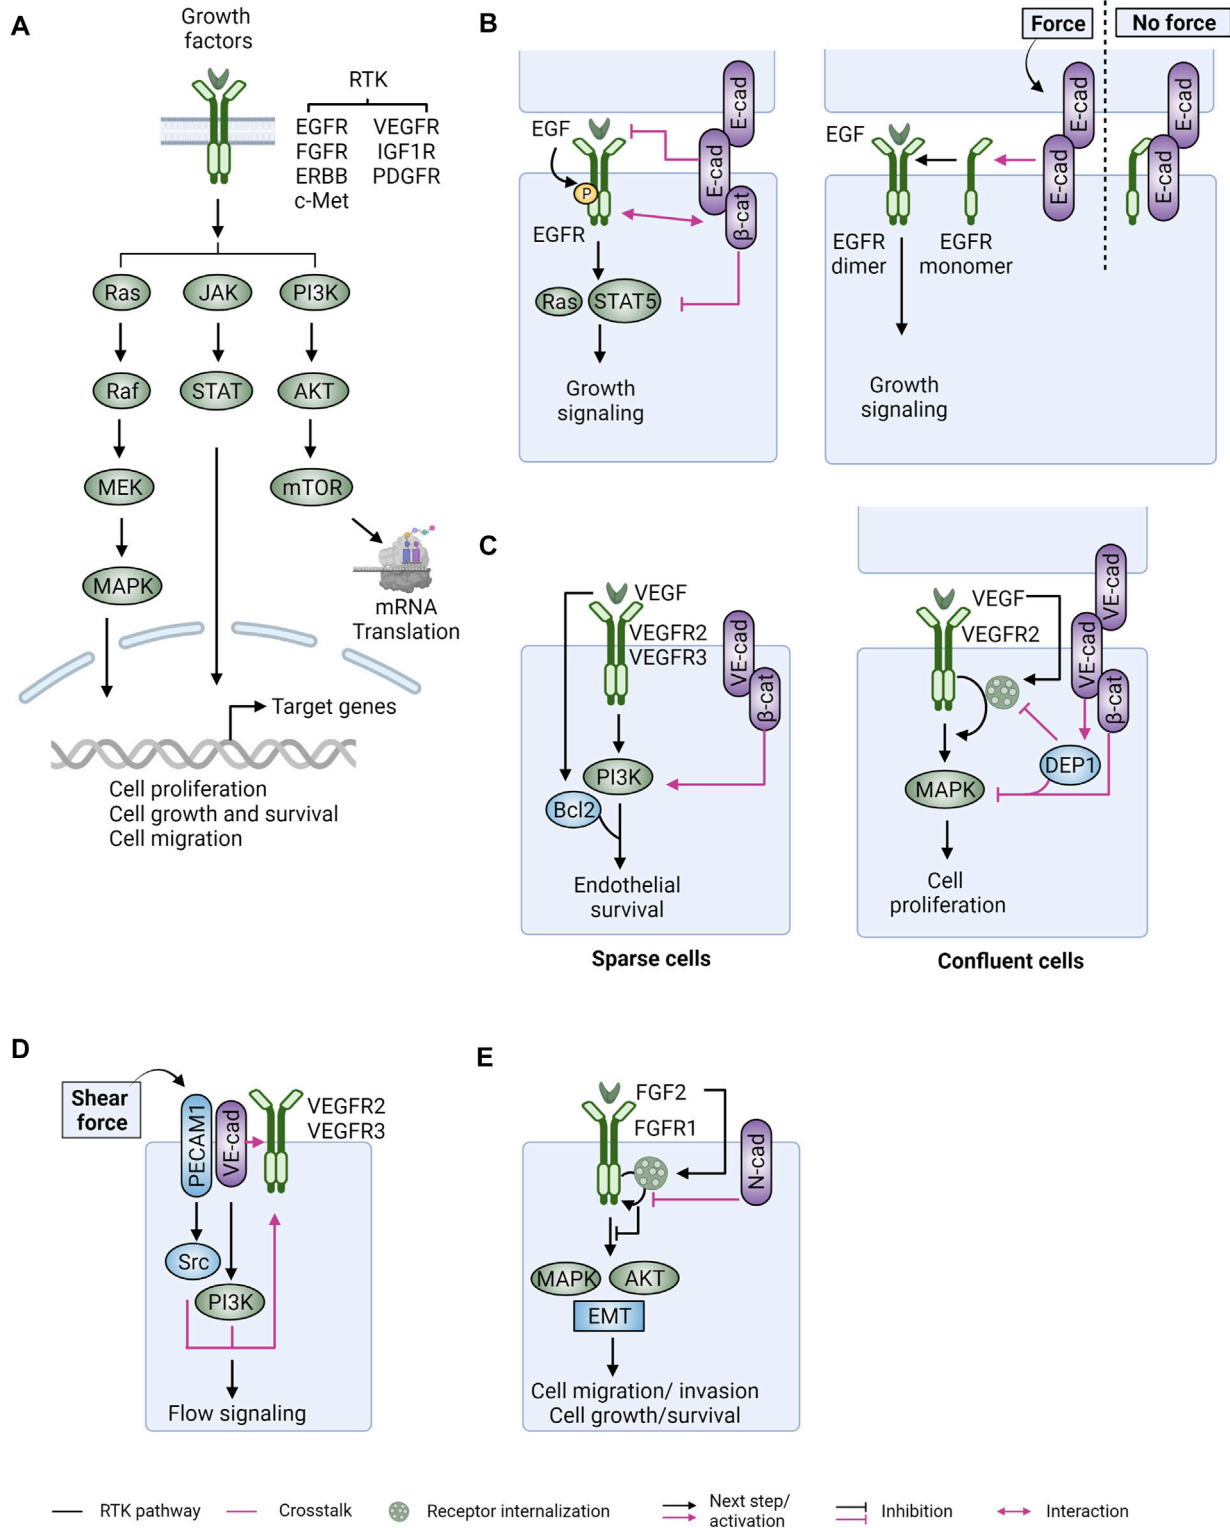 A
Growth
factors
RTK
EGFR
VEGFR
FGFR
IGF1R
ERBB
PDGFR
c-Met
Ras
JAK
PI3K
Raf
STAT
AKT
MEK
mTOR
MAPK
mRNA
Translation
Target genes
Cell proliferation
Cell growth and survival
Cell migration
B
E-cad
EGF
E-cad
P
β-cat
EGFR
Ras
STAT5
Growth
signaling
Force
No force
E-cad
E-cad
EGF
E-cad
E-cad
EGFR
dimer
EGFR
monomer
Growth
signaling
C
VEGF
VEGFR2
VEGFR3
VE-cad
β-cat
PI3K
Bcl2
Endothelial
survival
Sparse cells
VE-cad
VEGF
VEGFR2
VE-cad
β-cat
DEP1
MAPK
Cell
proliferation
Confluent cells
D
Shear
force
PECAM1
VE-cad
VEGFR2
VEGFR3
Src
PI3K
Flow signaling
E
FGF2
FGFR1
N-cad
MAPK
AKT
EMT
Cell migration/ invasion
Cell growth/survival
RTK pathway
Crosstalk
Receptor internalization
Next step/
activation
Inhibition
Interaction